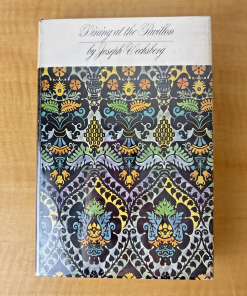 Dining at the Pavillon
by Joseph Wechsberg